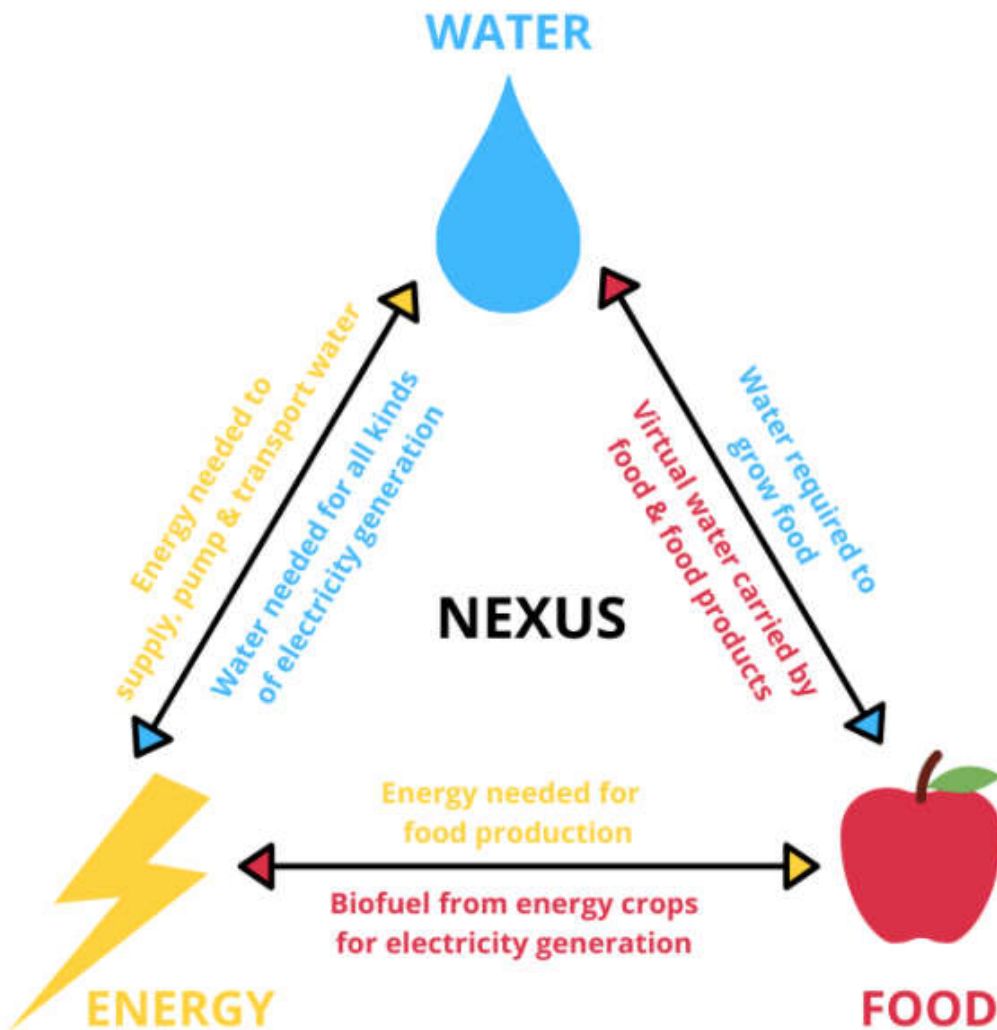 WATER
Energy needed to
supply, pump & transport water
Water needed for all kinds
of electricity generation
Water required to
grow food
Virtual water carried by
food & food products
NEXUS
Energy needed for
food production
Biofuel from energy crops
for electricity generation
ENERGY
FOOD